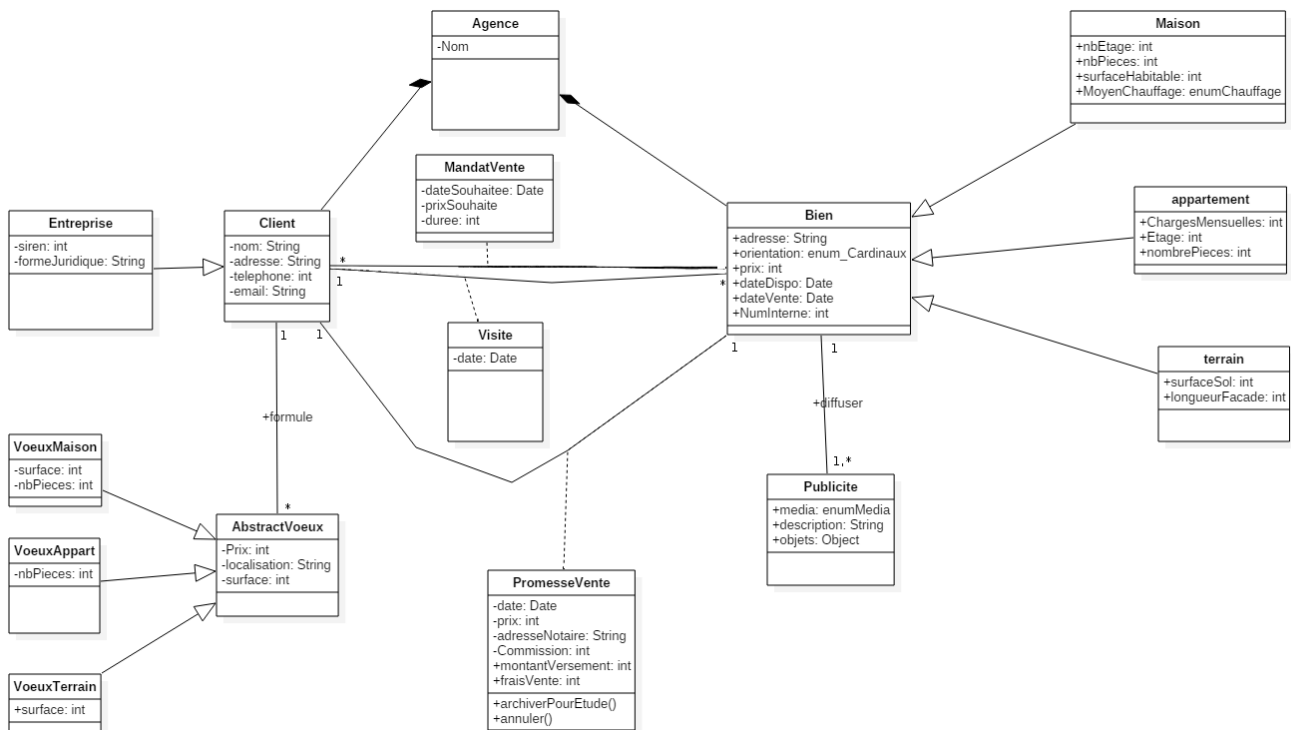 Agence
-Nom
Maison
+nbEtage: int
+nbPieces: int
+surfaceHabitable: int
+MoyenChauffage: enumChauffage
MandatVente
-dateSouhaitee: Date
-prixSouhaite
-duree: int
Entreprise
-siren: int
-formeJuridique: String
Client
-nom: String
-adresse: String
-telephone: int
-email: String
Bien
+adresse: String
+orientation: enum_Cardinaux
+prix: int
+dateDispo: Date
+dateVente: Date
+NumInterne: int
appartement
+ChargesMensuelles: int
+Etage: int
+nombrePieces: int
*
1
*
1
1
1
1
Visite
-date: Date
terrain
+surfaceSol: int
+longueurFacade: int
+formule
+diffuser
1,*
*
VoeuxMaison
-surface: int
-nbPieces: int
Publicite
+media: enumMedia
+description: String
+objets: Object
AbstractVoeux
-Prix: int
-localisation: String
-surface: int
VoeuxAppart
-nbPieces: int
PromesseVente
-date: Date
-prix: int
-adresseNotaire: String
-Commission: int
+montantVersement: int
+fraisVente: int
+archiverPourEtude()
+annuler()
VoeuxTerrain
+surface: int